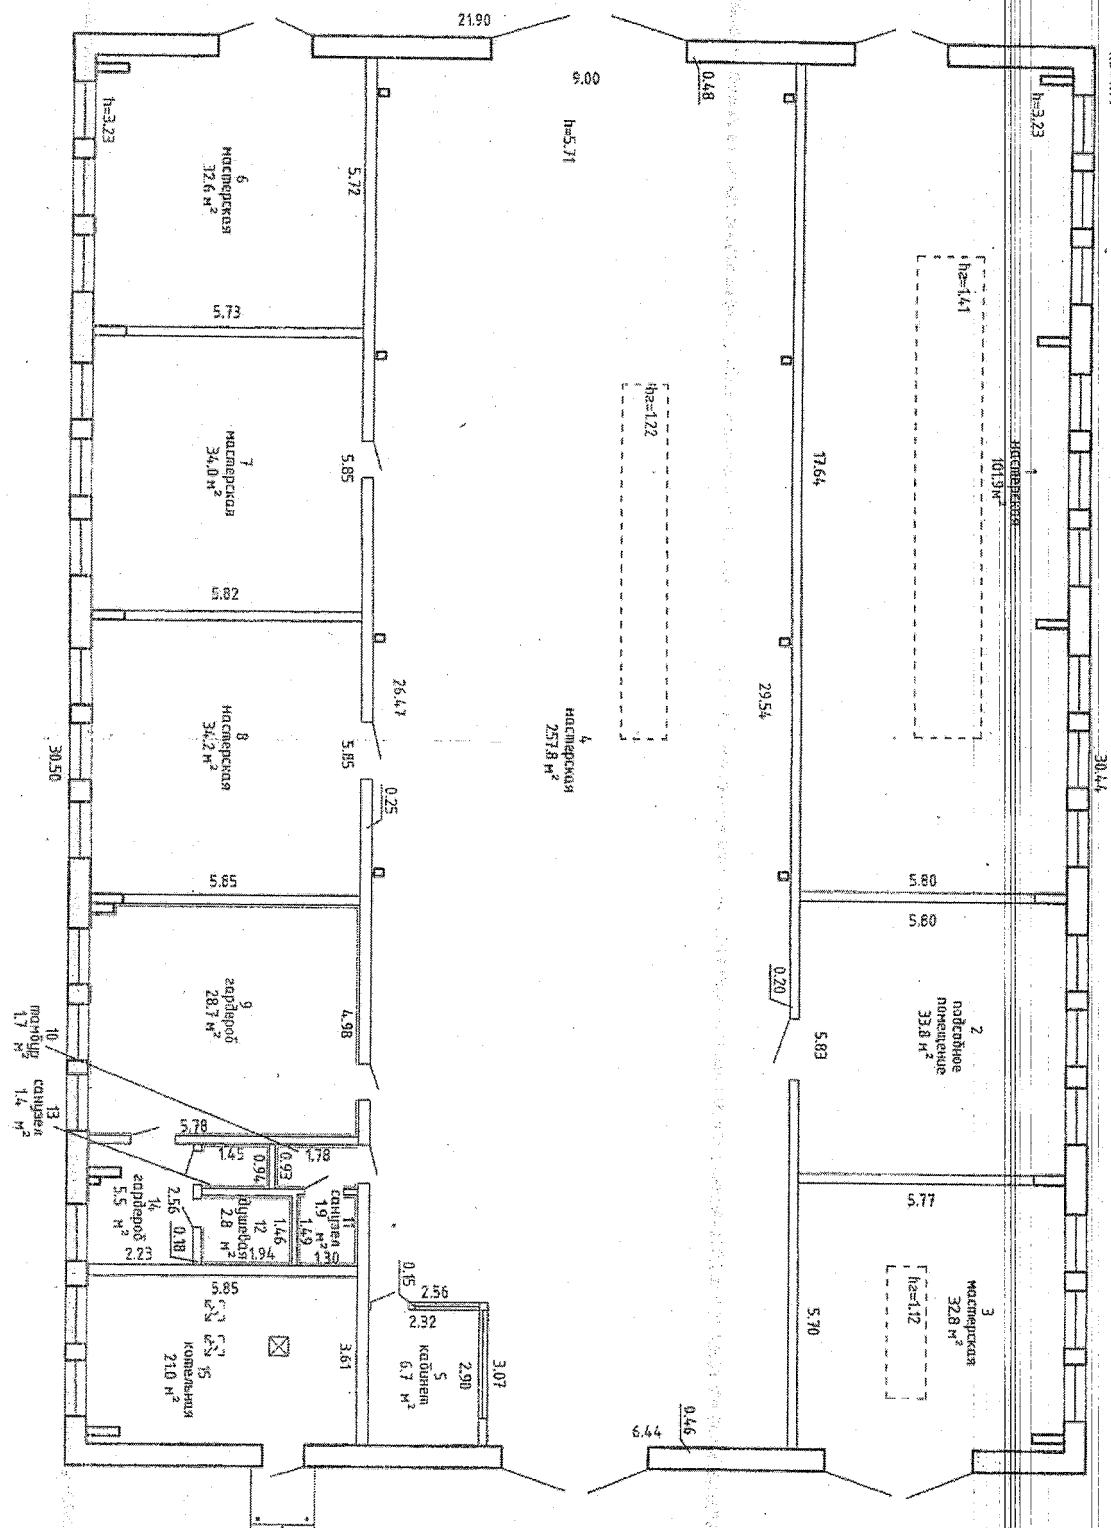 21.90
9.00
0.48
h=5.71
h=3.23
h=3.23
6
мастерская
32.6 м²
5.72
5.73
hг=1.41
hг=1.22
7
мастерская
34.0 м²
5.85
17.64
1
мастерская
101.9 м²
5.82
8
мастерская
34.2 м²
26.47
5.85
0.25
4
мастерская
257.8 м²
29.54
30.50
30.44
5.85
5.80
5.80
9
гардероб
28.7 м²
4.98
0.20
5.83
2
подсобное
помещение
33.8 м²
10
тамбур
1.7 м²
13
санузел
1.4 м²
5.78
1.45
0.94
0.93
1.78
14
гардероб
5.5 м²
2.56
0.18
12
душевая
2.8 м²
1.46
1.94
11
санузел
1.9 м²
1.49
1.30
2.23
5.85
5.77
0.15
2.56
2.32
5
кабинет
6.7 м²
2.90
3.07
15
котельная
21.0 м²
3.61
5.70
hг=1.12
3
мастерская
32.8 м²
6.44
0.46